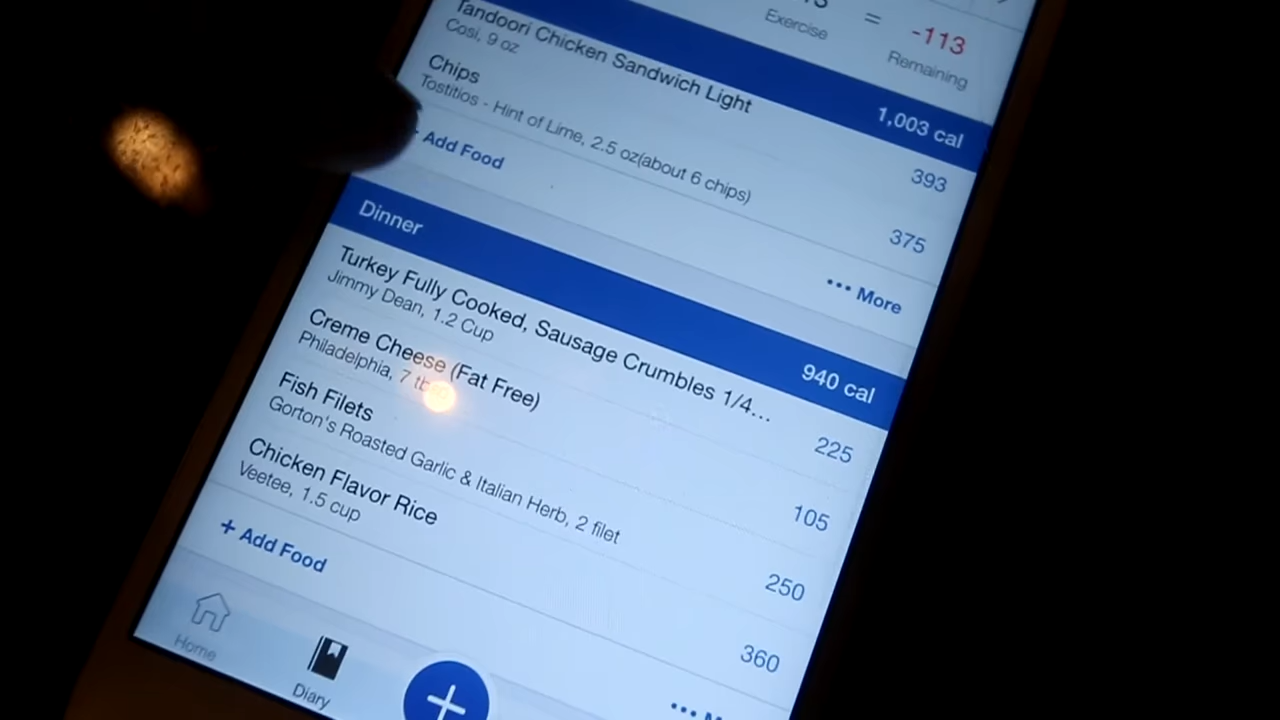 Exercise
=
-113
Remaining
1,003 cal
Tandoori Chicken Sandwich Light
Cosi, 9 oz
393
Chips
Tostitios - Hint of Lime, 2.5 oz(about 6 chips)
375
Add Food
••• More
Dinner
940 cal
Turkey Fully Cooked, Sausage Crumbles 1/4...
Jimmy Dean, 1.2 Cup
225
Creme Cheese (Fat Free)
Philadelphia, 7
105
Fish Filets
Gorton's Roasted Garlic & Italian Herb, 2 filet
250
Chicken Flavor Rice
Veetee, 1.5 cup
360
+ Add Food
Home
Diary
+